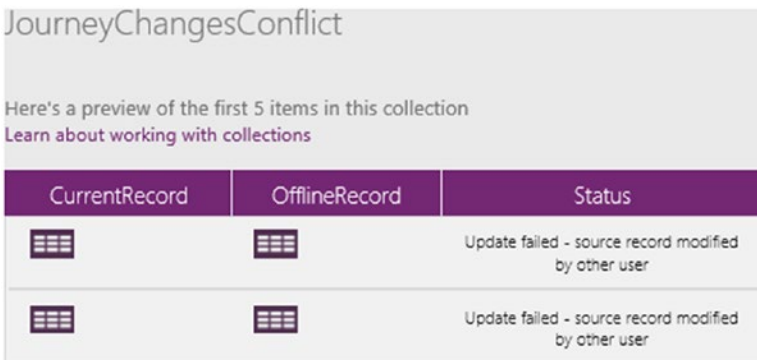 JourneyChangesConflict
Here's a preview of the first 5 items in this collection
Learn about working with collections
CurrentRecord OfflineRecord Status
Update failed - source record modified
by other user
Update failed - source record modified
by other user